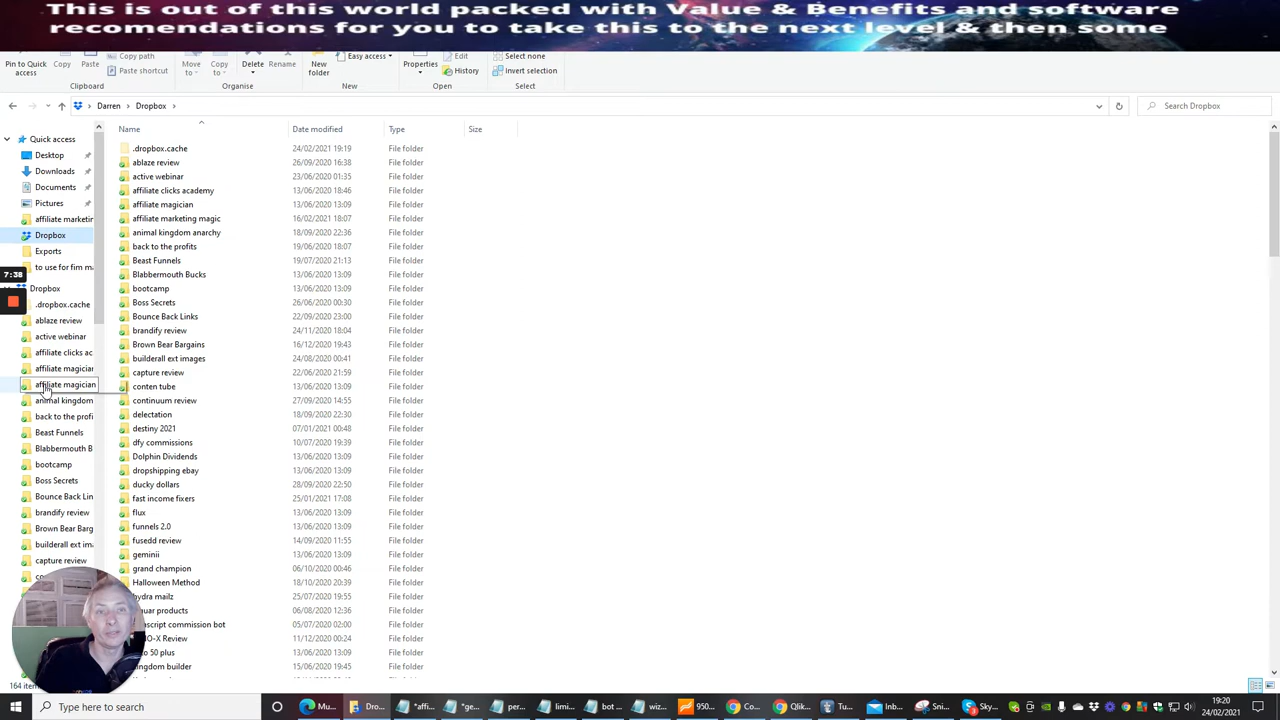 This is out of this world packed with Value & Benefits and software
recomendations for you to take this to the next level & then some
Copy path
Edit
Select none
Easy access
Pin to Quick access
Copy
Paste
Paste shortcut
Move to
Copy to
Delete
Rename
New folder
Properties
History
Invert selection
Clipboard
Organise
New
Open
Select
Darren
Dropbox
Search Dropbox
Name
Date modified
Type
Size
Quick access
Desktop
Downloads
Documents
Pictures
affiliate marketin
Dropbox
Exports
to use for fim ma
7:38
Dropbox
.dropbox.cache
ablaze review
active webinar
affiliate clicks ac
affiliate magician
affiliate magician
animal kingdom
back to the profi
Beast Funnels
Blabbermouth B
bootcamp
Boss Secrets
Bounce Back Lin
brandify review
Brown Bear Barg
builderall ext ima
capture review
.dropbox.cache 24/02/2021 19:19 File folder
ablaze review 26/09/2020 16:38 File folder
active webinar 23/06/2020 01:35 File folder
affiliate clicks academy 13/06/2020 18:46 File folder
affiliate magician 13/06/2020 13:09 File folder
affiliate marketing magic 16/02/2021 18:07 File folder
animal kingdom anarchy 18/09/2020 22:36 File folder
back to the profits 19/06/2020 18:07 File folder
Beast Funnels 19/07/2020 21:13 File folder
Blabbermouth Bucks 13/06/2020 13:09 File folder
bootcamp 13/06/2020 13:09 File folder
Boss Secrets 26/06/2020 00:30 File folder
Bounce Back Links 22/09/2020 23:00 File folder
brandify review 24/11/2020 18:04 File folder
Brown Bear Bargains 16/12/2020 19:43 File folder
builderall ext images 24/08/2020 00:41 File folder
capture review 22/06/2020 21:59 File folder
conten tube 13/06/2020 13:09 File folder
continuum review 27/09/2020 14:55 File folder
delectation 18/09/2020 22:30 File folder
destiny 2021 07/01/2021 00:48 File folder
dfy commissions 10/07/2020 19:39 File folder
Dolphin Dividends 13/06/2020 13:09 File folder
dropshipping ebay 13/06/2020 13:09 File folder
ducky dollars 28/09/2020 22:50 File folder
fast income fixers 25/01/2021 17:08 File folder
flux 13/06/2020 13:09 File folder
funnels 2.0 13/06/2020 13:09 File folder
fusedd review 14/09/2020 11:55 File folder
geminii 13/06/2020 13:09 File folder
grand champion 06/10/2020 00:46 File folder
Halloween Method 18/10/2020 20:39 File folder
hydra mailz 25/07/2020 19:55 File folder
uar products 06/08/2020 12:36 File folder
script commission bot 05/07/2020 02:00 File folder
O-X Review 11/12/2020 00:24 File folder
o 50 plus 13/06/2020 13:09 File folder
ingdom builder 15/06/2020 19:45 File folder
164 item
Type here to search
Mu...
Dro...
*affi...
*ge...
per...
limi...
bot ...
wiz...
950...
Co...
Qlik...
Tu...
Inb...
Sni...
Sky...
19:20
24/02/2021